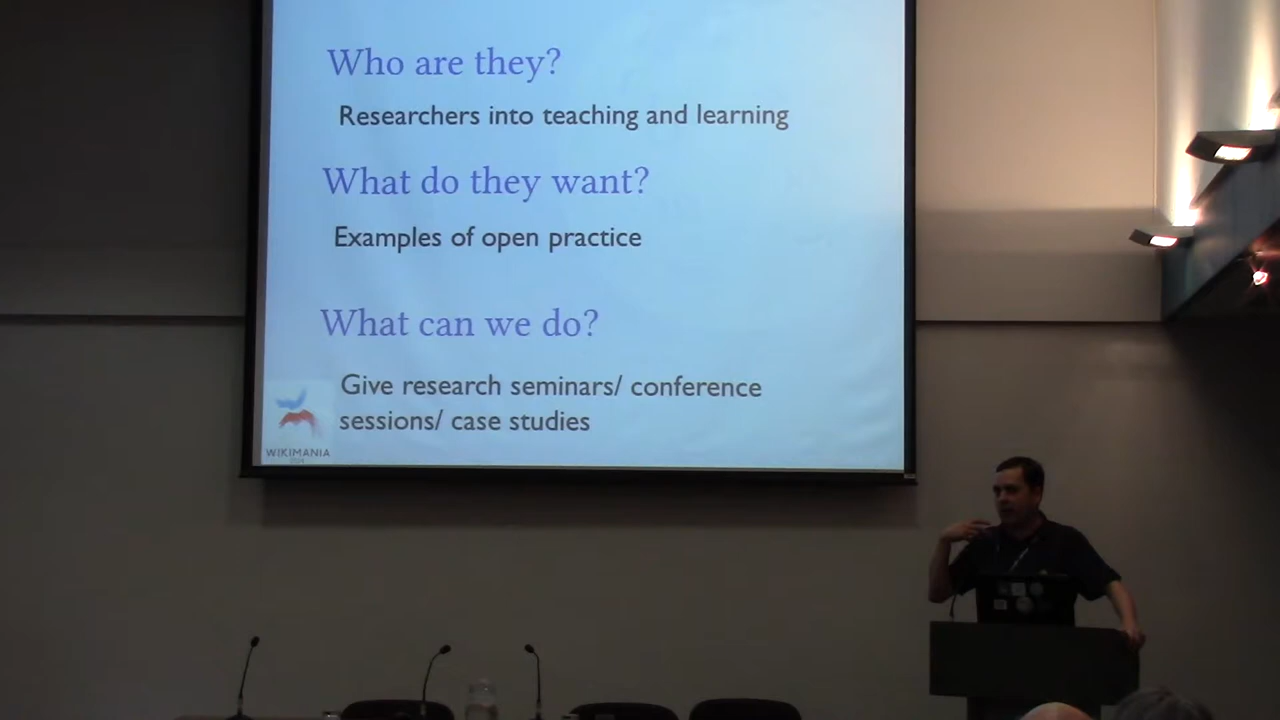 Who are they?
Researchers into teaching and learning
What do they want?
Examples of open practice
What can we do?
Give research seminars/ conference
sessions/ case studies
WIKIMANIA